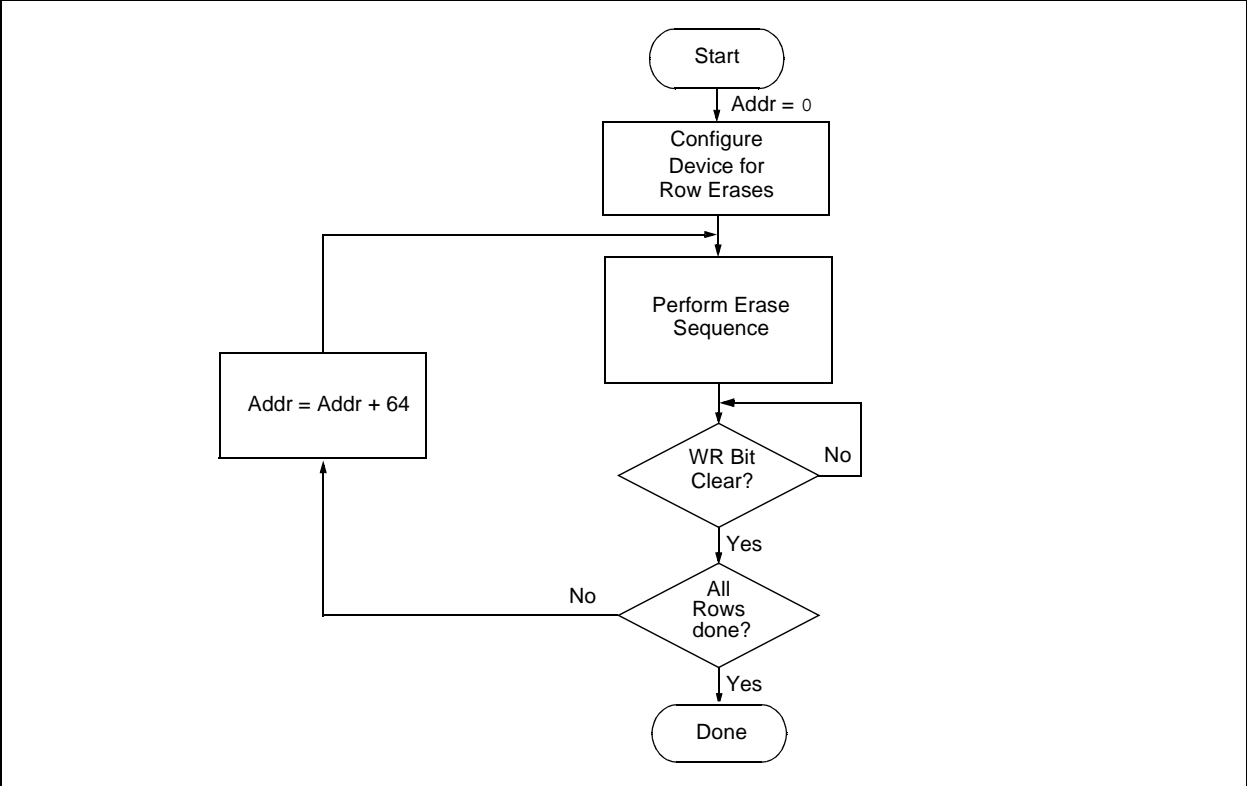 Start
Addr = 0
Configure
Device for
Row Erases
Perform Erase
Sequence
Addr = Addr + 64
WR Bit
Clear?
No
Yes
All
Rows
done?
No
Yes
Done